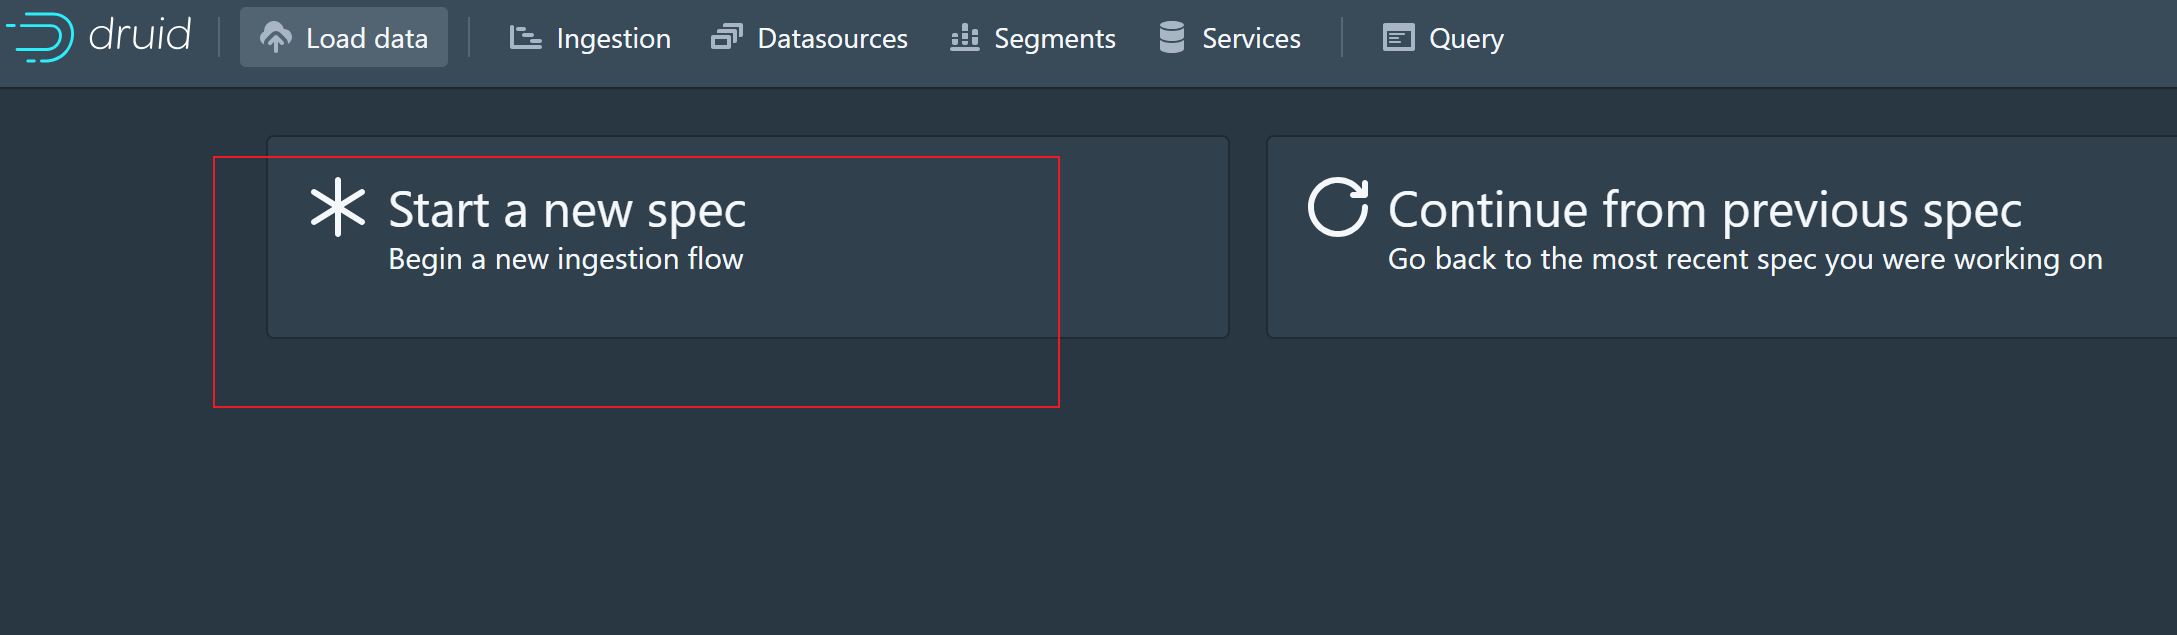 druid Load data Ingestion Datasources Segments Services Query
Start a new spec
Begin a new ingestion flow
Continue from previous spec
Go back to the most recent spec you were working on